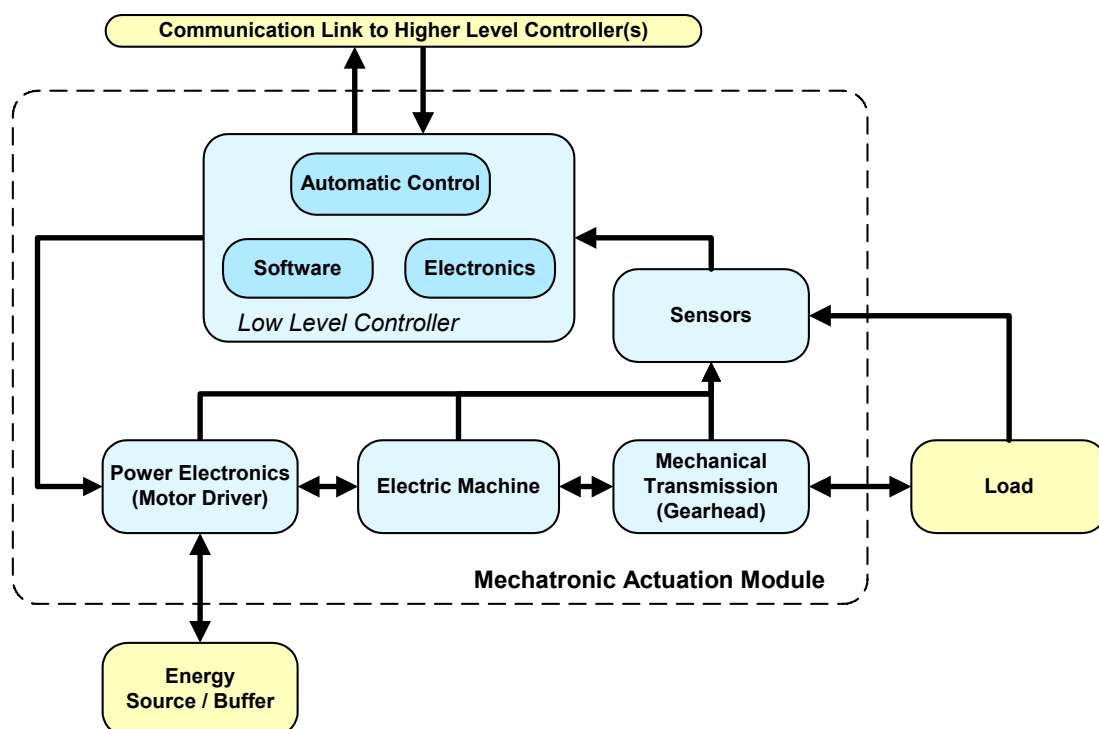 Communication Link to Higher Level Controller(s)
Automatic Control
Software
Electronics
Low Level Controller
Sensors
Power Electronics
(Motor Driver)
Electric Machine
Mechanical
Transmission
(Gearhead)
Load
Mechatronic Actuation Module
Energy
Source / Buffer